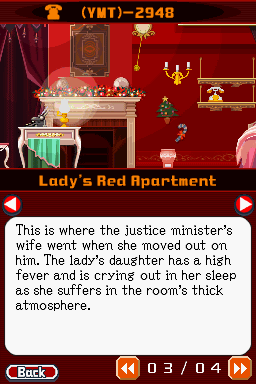 (YMT)-2948
Lady's Red Apartment
This is where the justice minister's
wife went when she moved out on
him. The lady's daughter has a high
fever and is crying out in her sleep
as she suffers in the room's thick
atmosphere.
Back
03/04